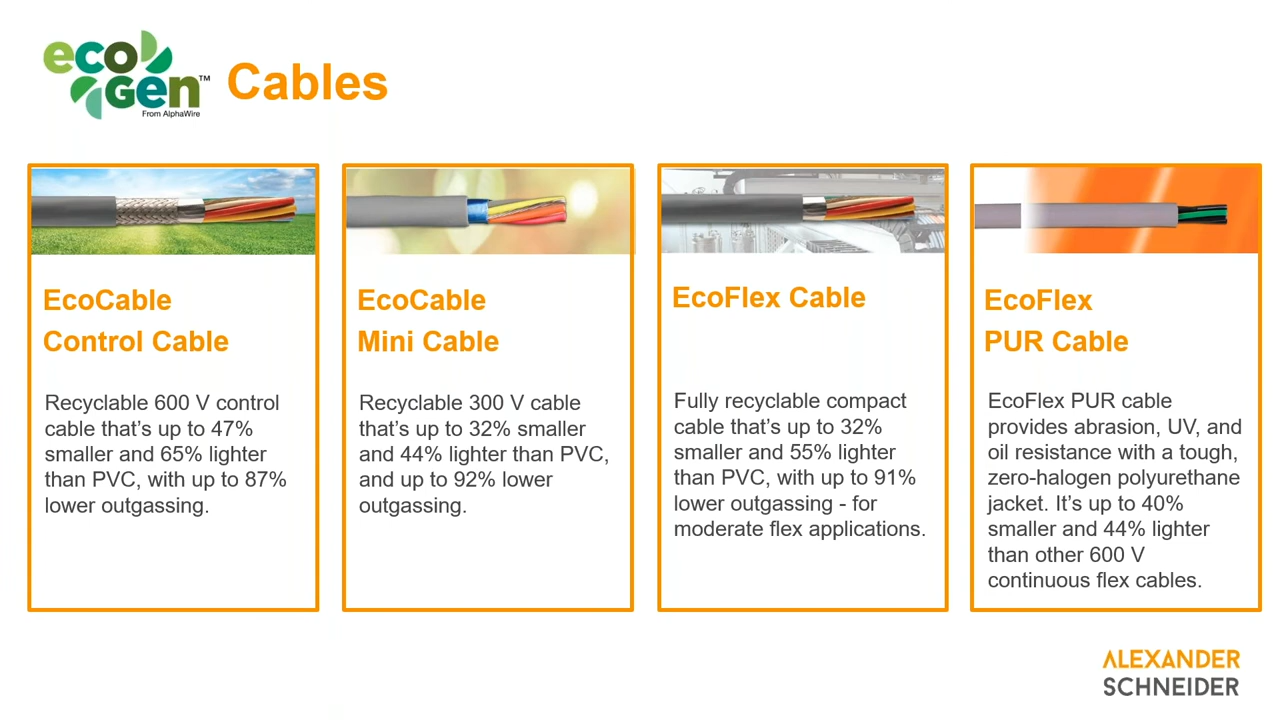 eco
Gen™
From AlphaWire
Cables
EcoCable
Control Cable
Recyclable 600 V control
cable that’s up to 47%
smaller and 65% lighter
than PVC, with up to 87%
lower outgassing.
EcoCable
Mini Cable
Recyclable 300 V cable
that’s up to 32% smaller
and 44% lighter than PVC,
and up to 92% lower
outgassing.
EcoFlex Cable
Fully recyclable compact
cable that’s up to 32%
smaller and 55% lighter
than PVC, with up to 91%
lower outgassing - for
moderate flex applications.
EcoFlex
PUR Cable
EcoFlex PUR cable
provides abrasion, UV, and
oil resistance with a tough,
zero-halogen polyurethane
jacket. It’s up to 40%
smaller and 44% lighter
than other 600 V
continuous flex cables.
ALEXANDER
SCHNEIDER